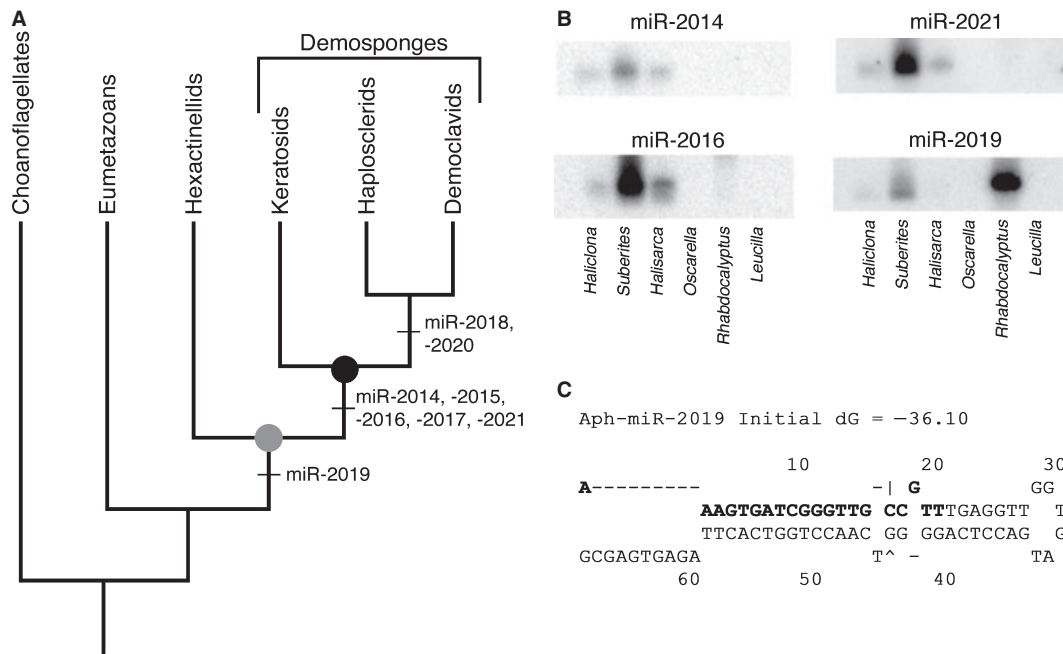 A
Choanoflagellates
Eumetazoans
Hexactinellids
Demosponges
Keratosids
Haplosclerids
Democlavids
miR-2018,
-2020
miR-2014, -2015,
-2016, -2017, -2021
miR-2019
B
miR-2014
miR-2021
miR-2016
miR-2019
Haliclona
Suberites
Halisarca
Oscarella
Rhabdocalyptus
Leucilla
Haliclona
Suberites
Halisarca
Oscarella
Rhabdocalyptus
Leucilla
C
Aph-miR-2019 Initial dG = −36.10
10 20 30
A--------- -| G GG
AAGTGATCGGGTTG CC TTTGAGGTT T
TTCACTGGTCCAAC GG GGACTCCAG G
GCGAGTGAGA T^ – TA
60 50 40